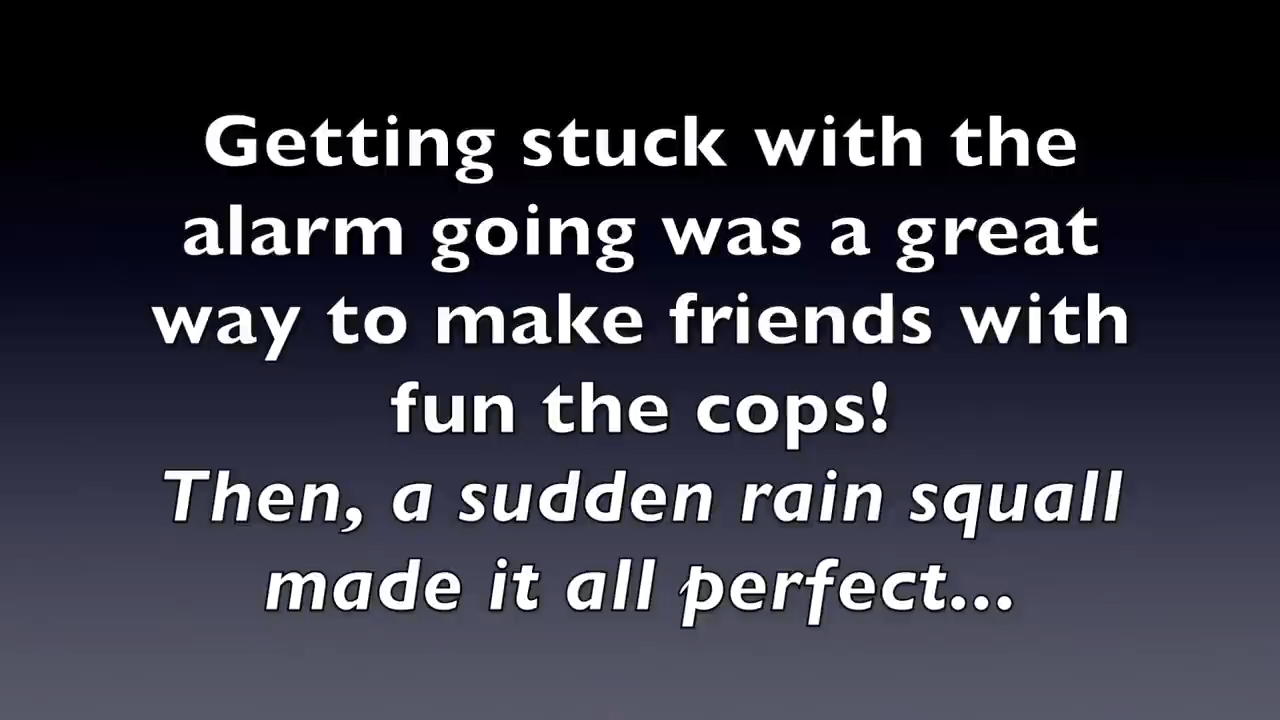 Getting stuck with the
alarm going was a great
way to make friends with
fun the cops!
Then, a sudden rain squall
made it all perfect...